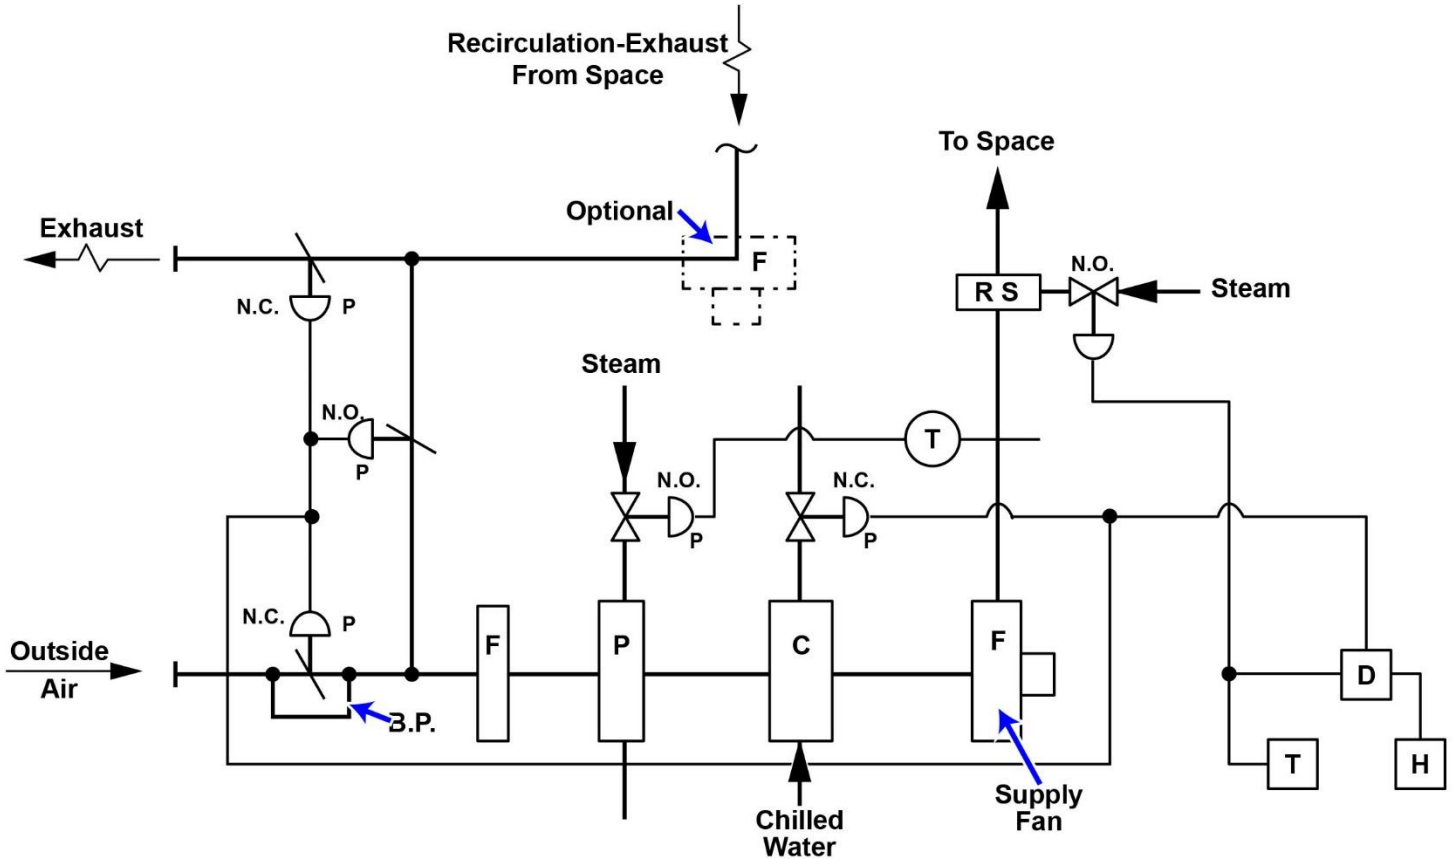 Recirculation-Exhaust
From Space
To Space
Optional
Exhaust
F
N.O.
R S
Steam
N.C. P
Steam
N.O.
P
T
N.O.
P
N.C.
P
N.C. P
Outside
Air
F
P
C
F
D
B.P.
T
H
Supply
Fan
Chilled
Water